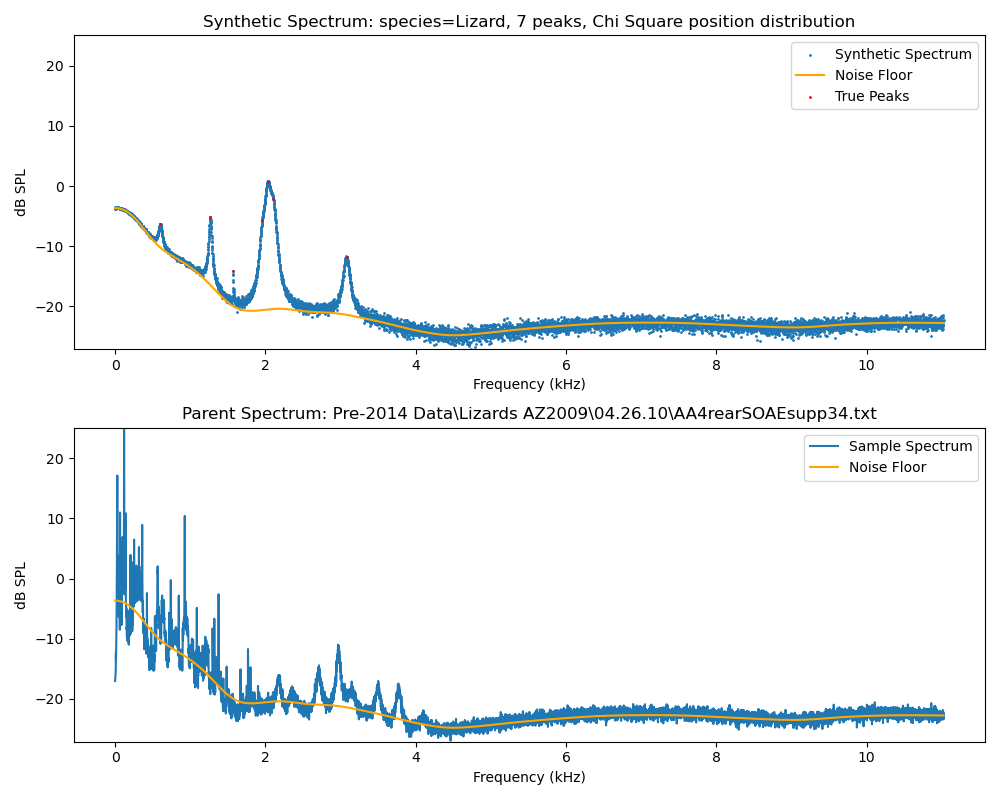 Synthetic Spectrum: species=Lizard, 7 peaks, Chi Square position distribution
20
10
0
−10
−20
dB SPL
Synthetic Spectrum
Noise Floor
True Peaks
0 2 4 6 8 10
Frequency (kHz)
Parent Spectrum: Pre-2014 Data\Lizards AZ2009\04.26.10\AA4rearSOAEsupp34.txt
20
10
0
−10
−20
dB SPL
Sample Spectrum
Noise Floor
0 2 4 6 8 10
Frequency (kHz)